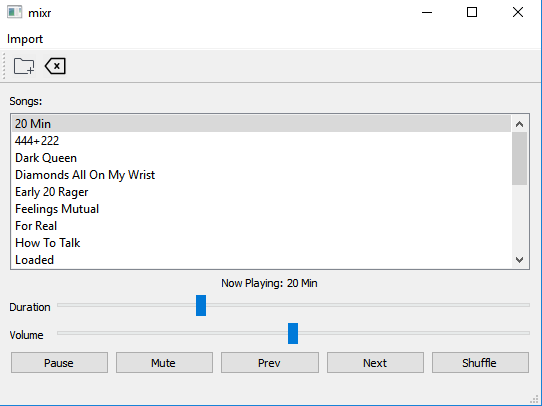 mixr
Import
Songs:
20 Min
444+222
Dark Queen
Diamonds All On My Wrist
Early 20 Rager
Feelings Mutual
For Real
How To Talk
Loaded
Now Playing: 20 Min
Duration
Volume
Pause Mute Prev Next Shuffle